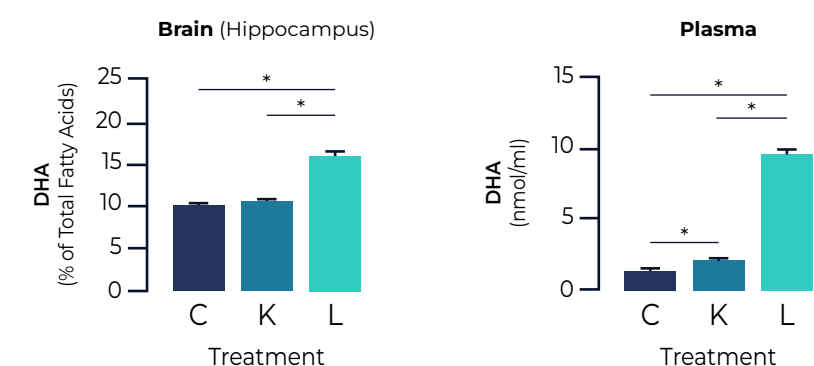 Brain (Hippocampus)
DHA
(% of Total Fatty Acids)
25
20
15
10
5
0
*
*
C K L
Treatment
Plasma
DHA
(nmol/ml)
15
10
5
0
*
*
*
C K L
Treatment